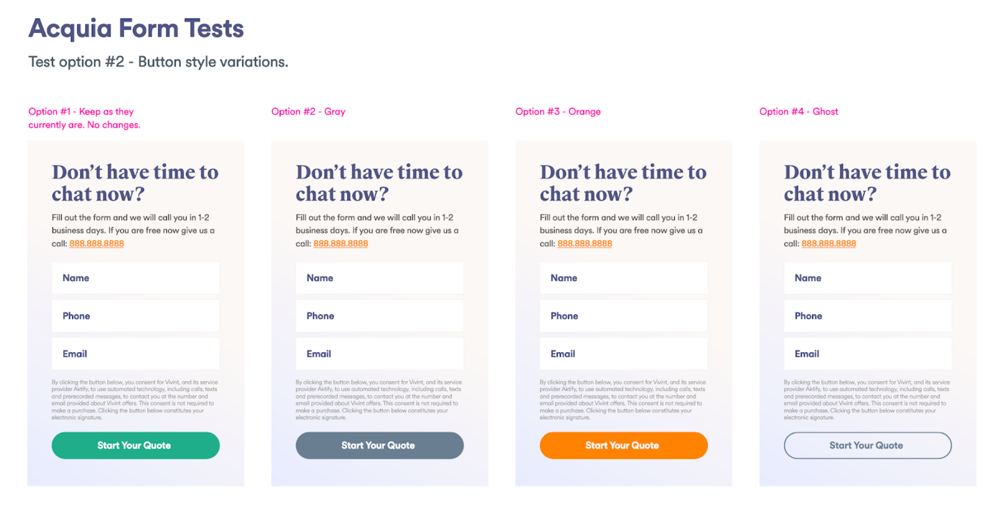 Acquia Form Tests
Test option #2 - Button style variations.
Option #1 - Keep as they
currently are. No changes.
Don’t have time to
chat now?
Fill out the form and we will call you in 1-2
business days. If you are free now give us a
call: 888.888.8888
Name
Phone
Email
By clicking the button below, you consent for Vivint, and its service
provider Aktify, to use automated technology, including calls, texts
and prerecorded messages, to contact you at the number and
email provided about Vivint offers. This consent is not required to
make a purchase. Clicking the button below constitutes your
electronic signature.
Start Your Quote
Option #2 - Gray
Don’t have time to
chat now?
Fill out the form and we will call you in 1-2
business days. If you are free now give us a
call: 888.888.8888
Name
Phone
Email
By clicking the button below, you consent for Vivint, and its service
provider Aktify, to use automated technology, including calls, texts
and prerecorded messages, to contact you at the number and
email provided about Vivint offers. This consent is not required to
make a purchase. Clicking the button below constitutes your
electronic signature.
Start Your Quote
Option #3 - Orange
Don’t have time to
chat now?
Fill out the form and we will call you in 1-2
business days. If you are free now give us a
call: 888.888.8888
Name
Phone
Email
By clicking the button below, you consent for Vivint, and its service
provider Aktify, to use automated technology, including calls, texts
and prerecorded messages, to contact you at the number and
email provided about Vivint offers. This consent is not required to
make a purchase. Clicking the button below constitutes your
electronic signature.
Start Your Quote
Option #4 - Ghost
Don’t have time to
chat now?
Fill out the form and we will call you in 1-2
business days. If you are free now give us a
call: 888.888.8888
Name
Phone
Email
By clicking the button below, you consent for Vivint, and its service
provider Aktify, to use automated technology, including calls, texts
and prerecorded messages, to contact you at the number and
email provided about Vivint offers. This consent is not required to
make a purchase. Clicking the button below constitutes your
electronic signature.
Start Your Quote